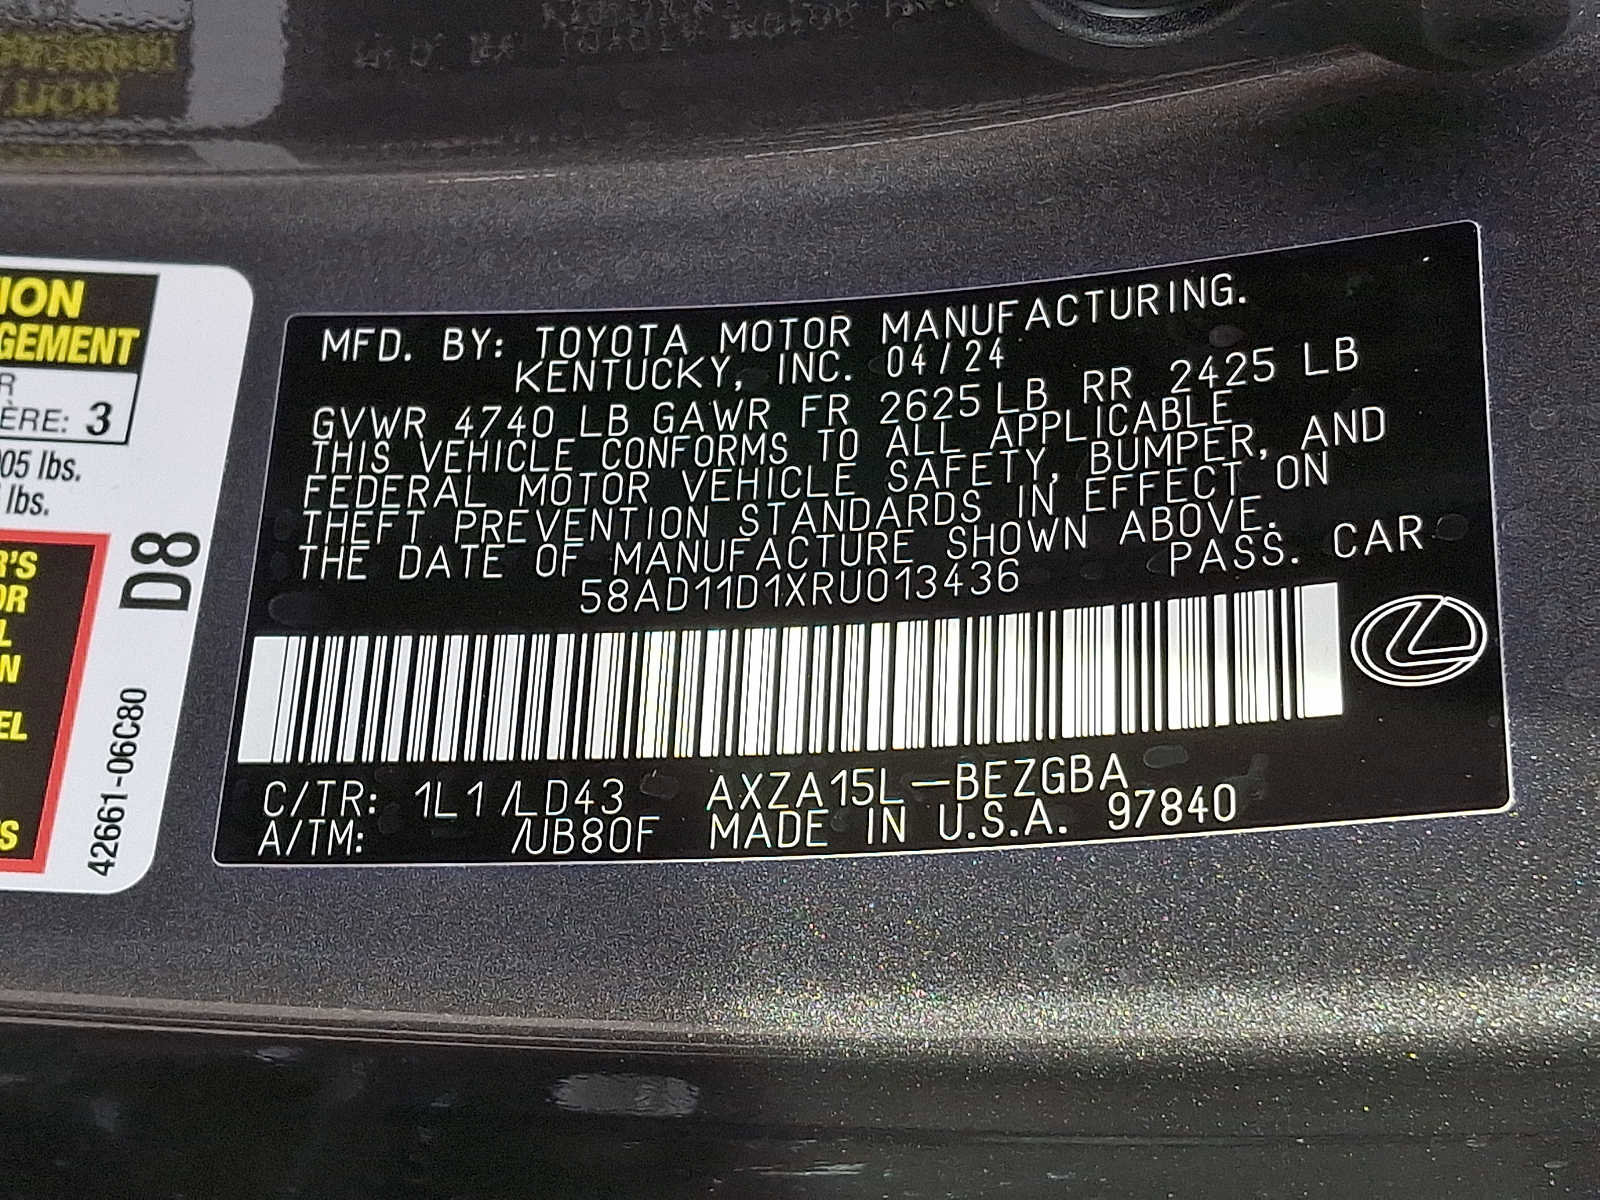 ION
GEMENT
R
ÈRE: 3
05 lbs.
lbs.
R'S
OR
L
N
EL
S
D8
42661-06C80
MFD. BY: TOYOTA MOTOR MANUFACTURING.
KENTUCKY, INC. 04/24
GVWR 4740 LB GAWR FR 2625 LB RR 2425 LB
THIS VEHICLE CONFORMS TO ALL APPLICABLE
FEDERAL MOTOR VEHICLE SAFETY, BUMPER, AND
THEFT PREVENTION STANDARDS IN EFFECT ON
THE DATE OF MANUFACTURE SHOWN ABOVE.
58AD11D1XRU013436 PASS. CAR
C/TR: 1L1 /LD43 AXZA15L-BEZGBA
A/TM: /UB80F MADE IN U.S.A. 97840